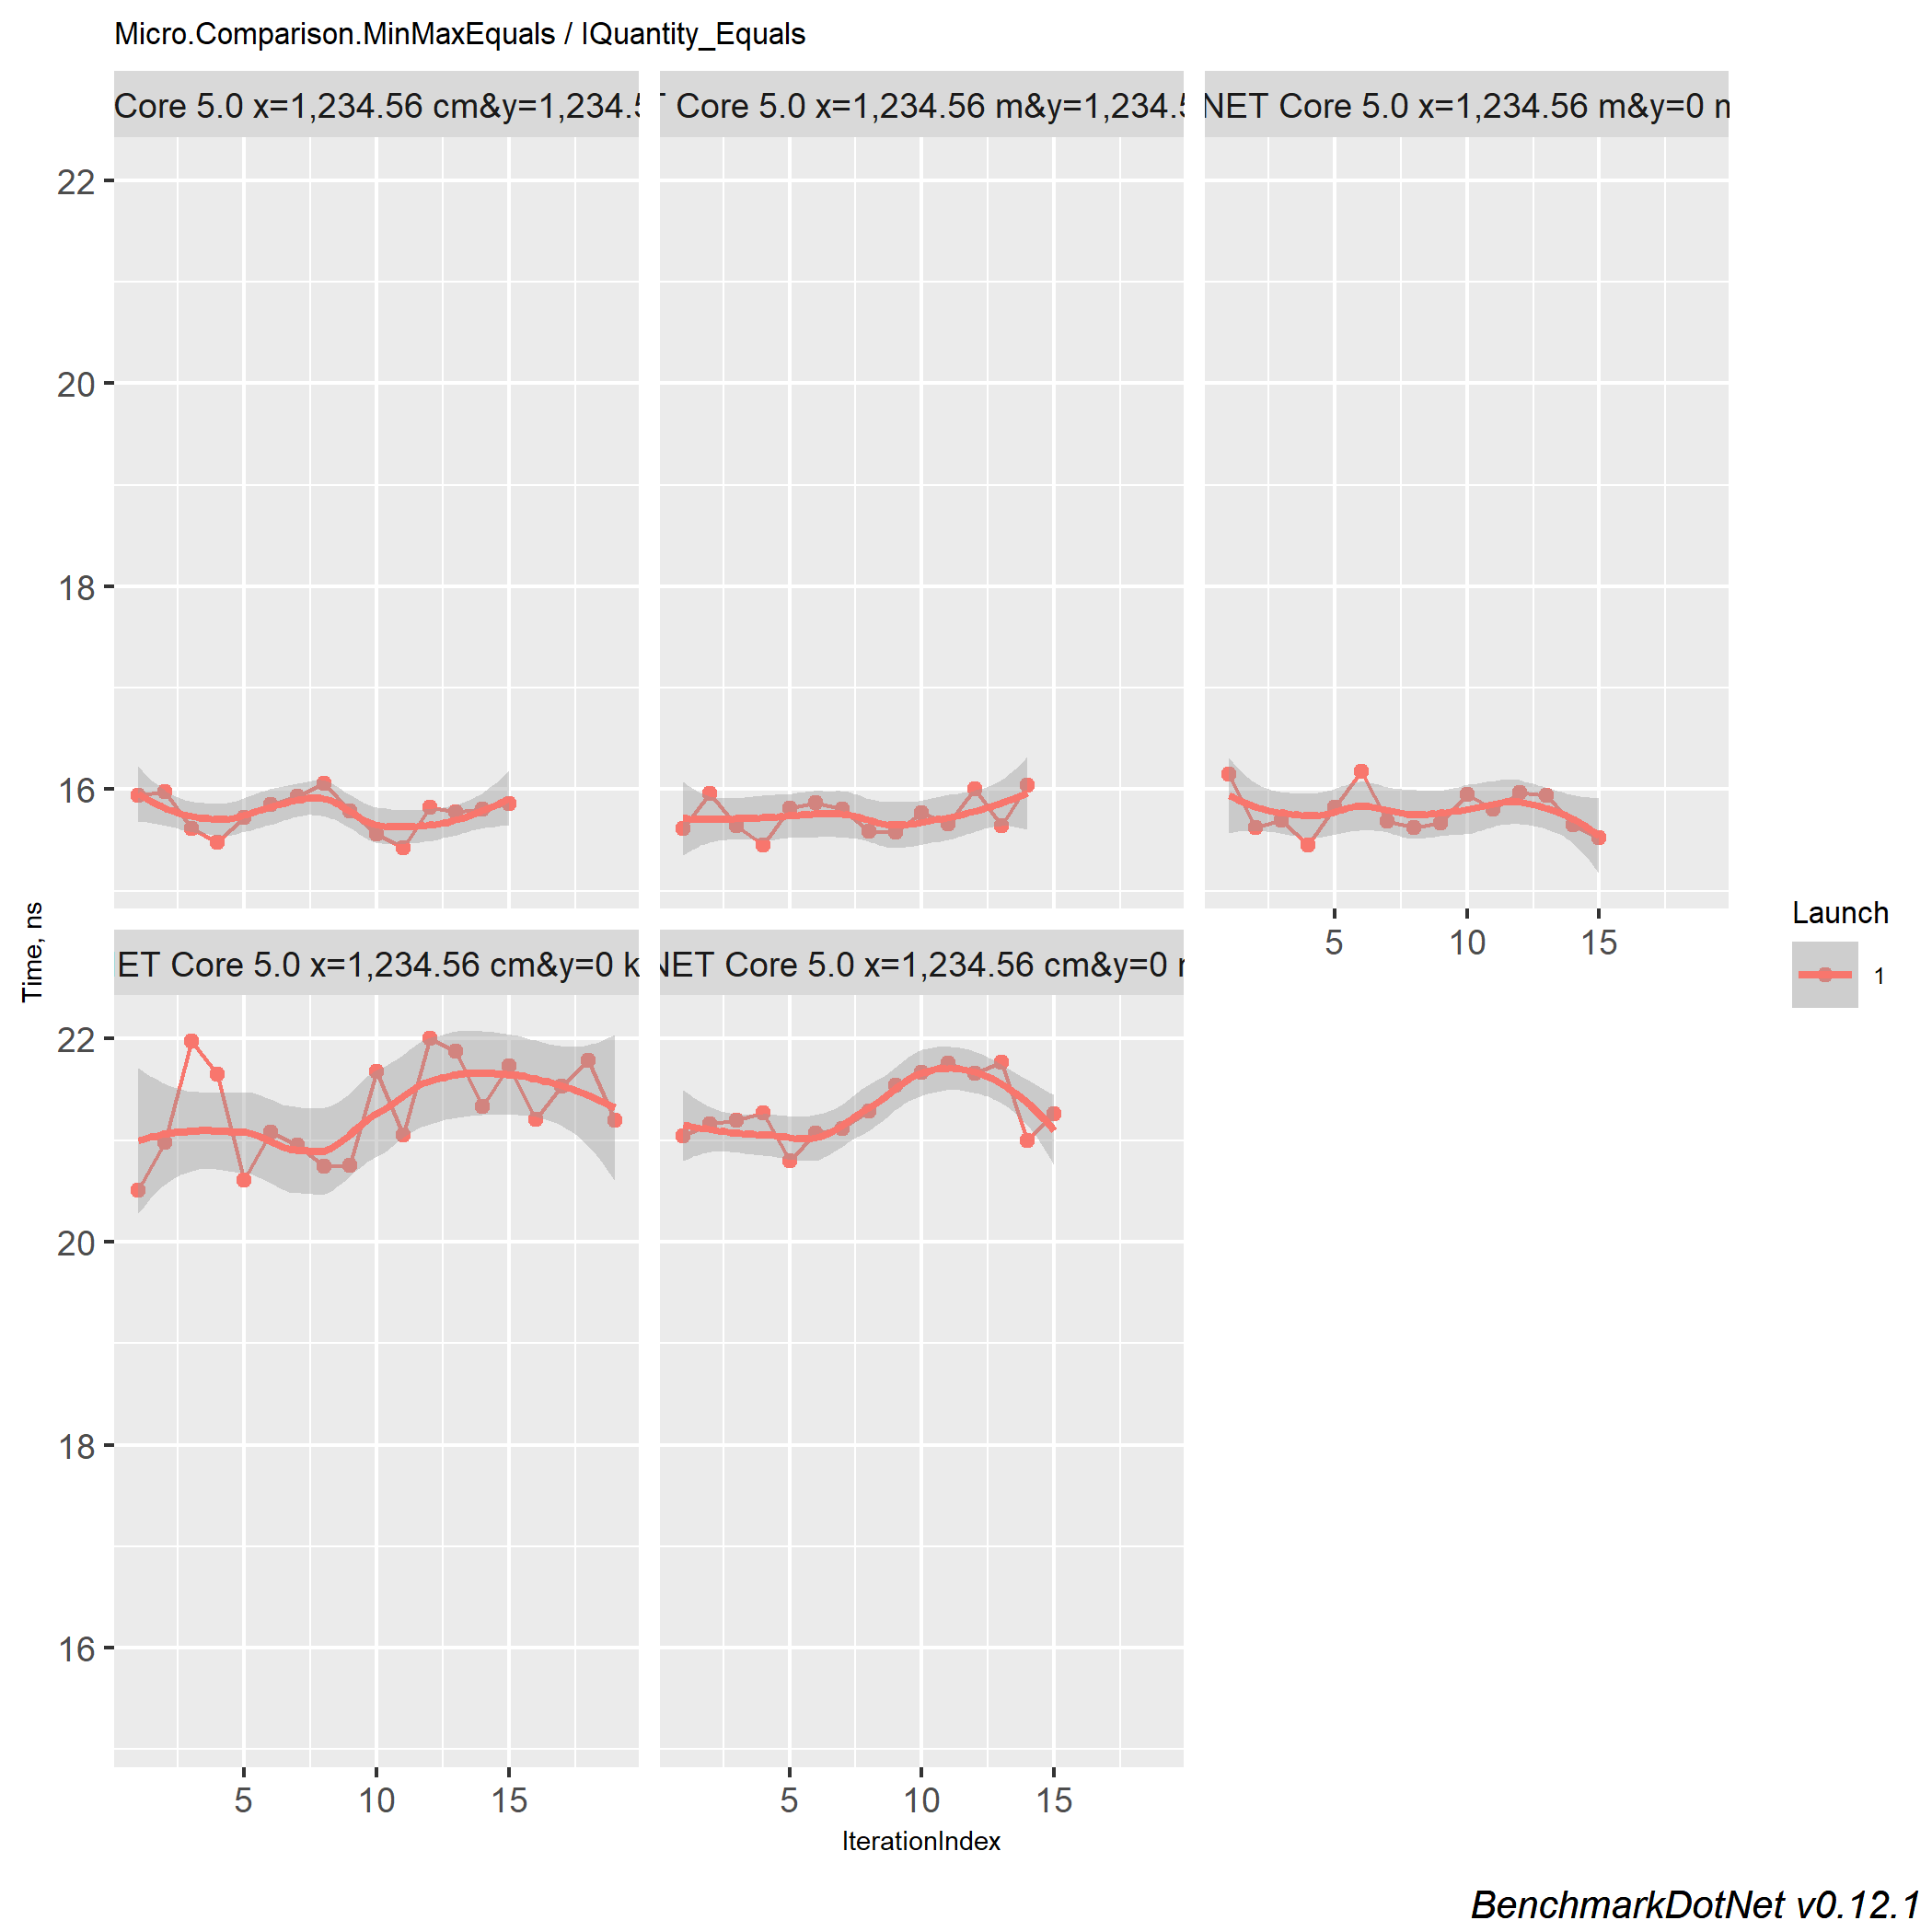 Micro.Comparison.MinMaxEquals / IQuantity_Equals
Core 5.0 x=1,234.56 cm&y=1,234.5
Core 5.0 x=1,234.56 m&y=1,234.5
NET Core 5.0 x=1,234.56 m&y=0
22
20
18
16
5 10 15
Time, ns
Launch
1
ET Core 5.0 x=1,234.56 cm&y=0 k
NET Core 5.0 x=1,234.56 cm&y=0
22
20
18
16
5 10 15
5 10 15
IterationIndex
BenchmarkDotNet v0.12.1